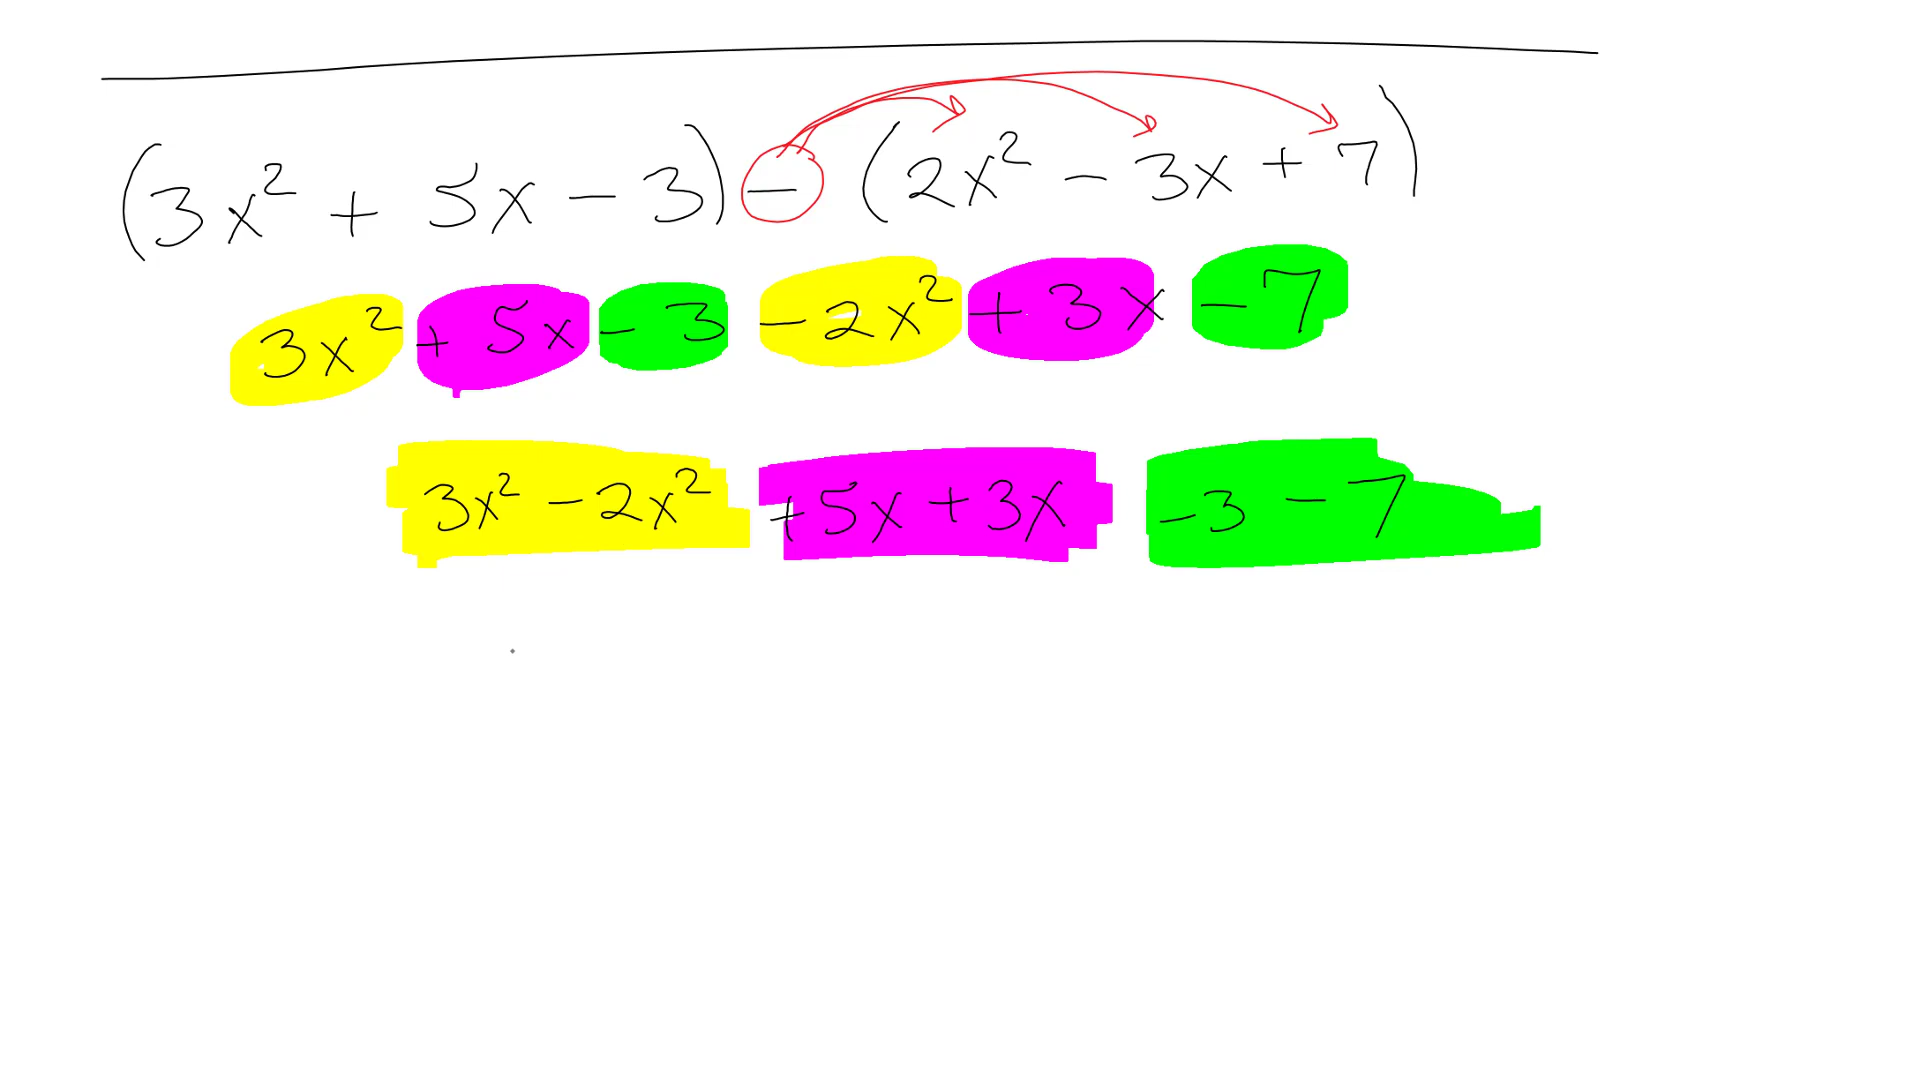 (3x² + 5x - 3) - (2x² - 3x + 7)
3x² + 5x - 3 - 2x² + 3x - 7
3x² - 2x² + 5x + 3x - 3 - 7